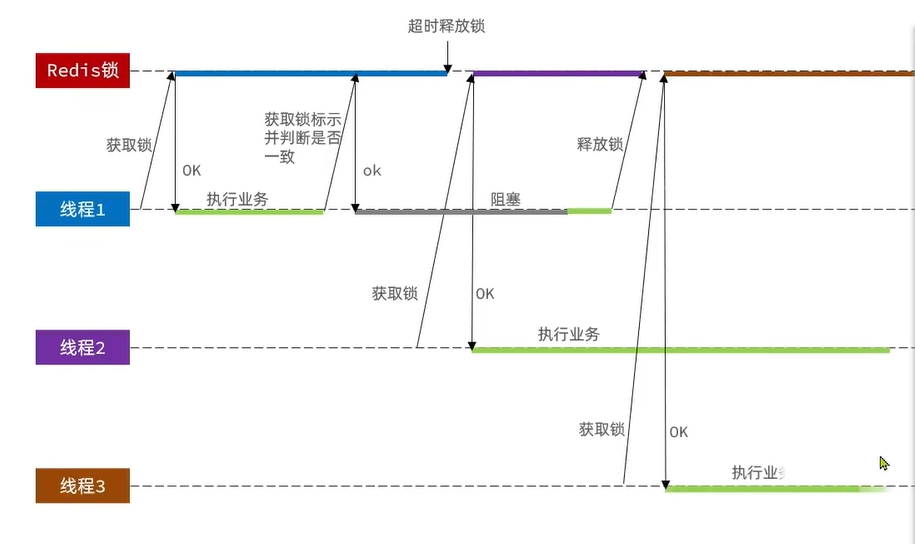 超时释放锁
Redis锁
获取锁
OK
获取锁标示
并判断是否
一致
ok
释放锁
线程1
执行业务
阻塞
获取锁
OK
线程2
执行业务
获取锁
OK
线程3
执行业